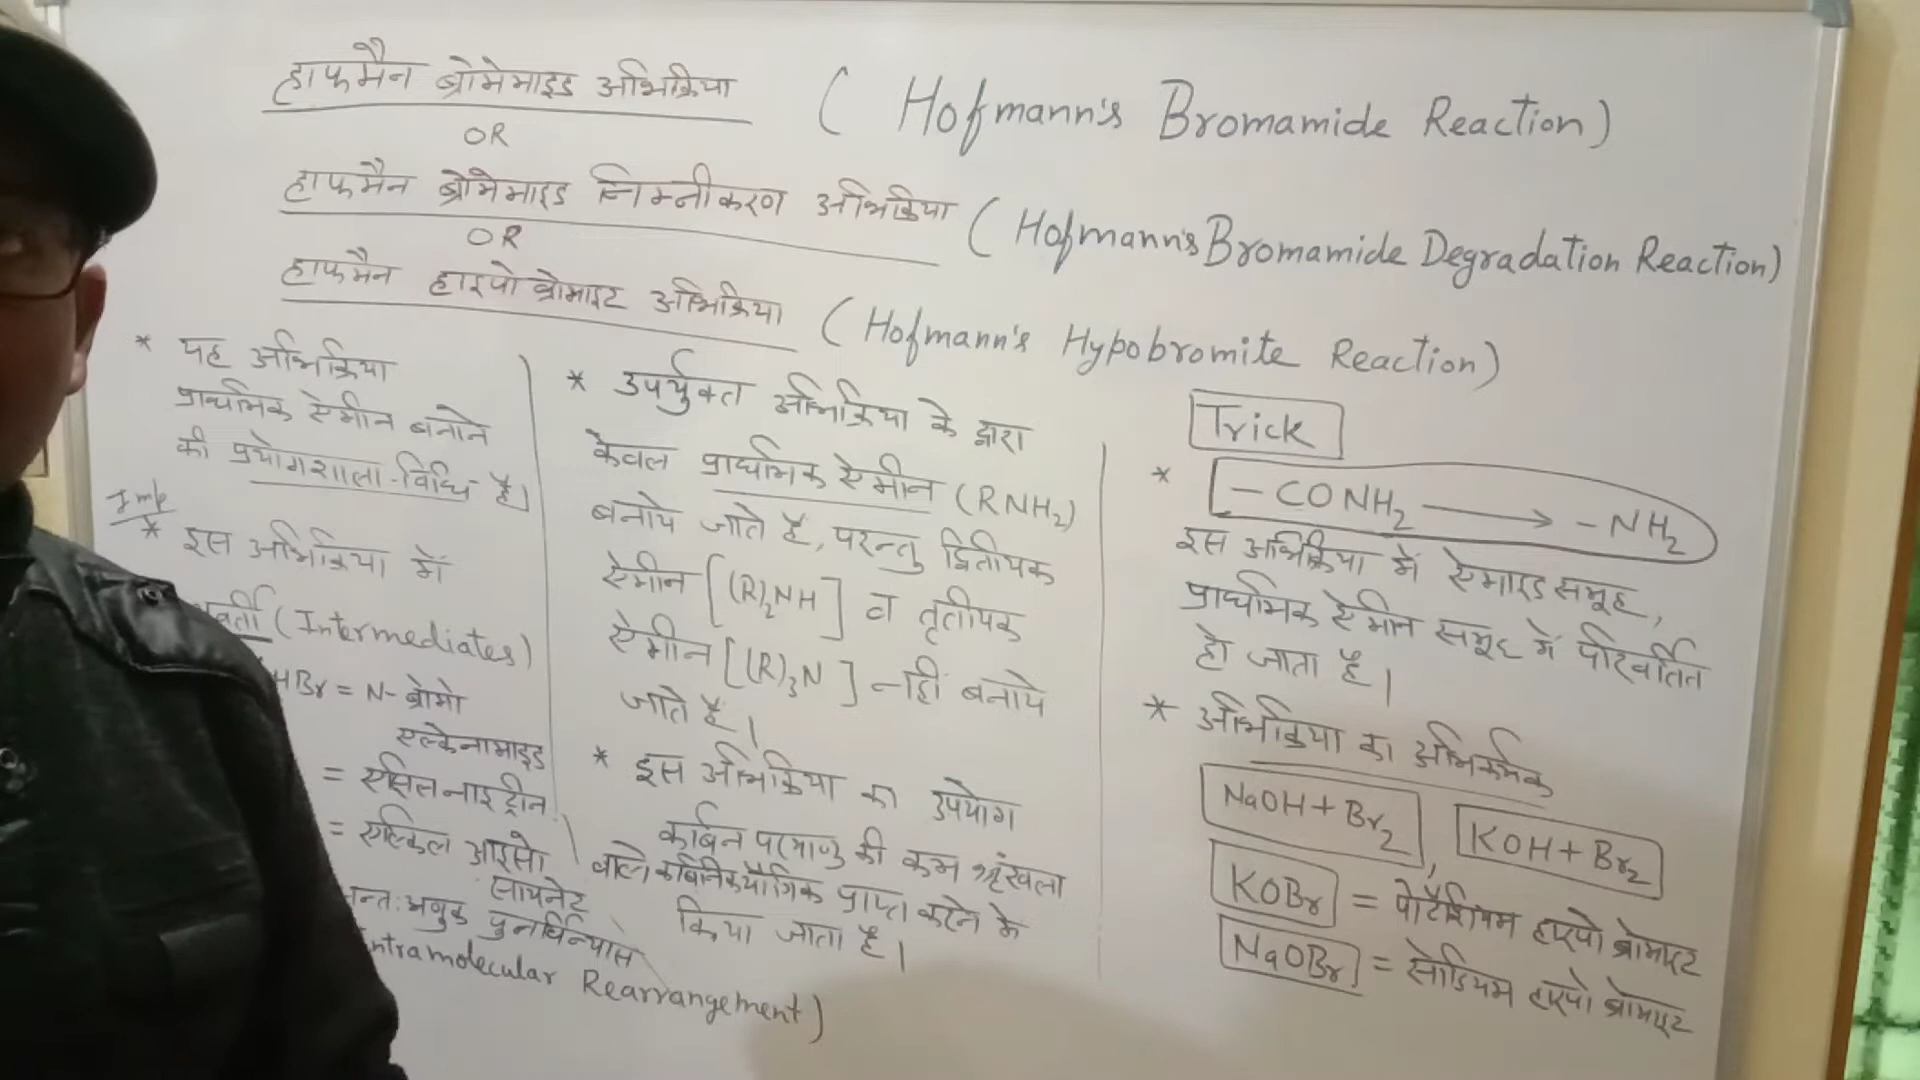 हाफमैन ब्रोमेमाइड अभिक्रिया ( Hofmann's Bromamide Reaction)
OR
हाफमैन ब्रोमेमाइड निम्नीकरण अभिक्रिया ( Hofmann's Bromamide Degradation Reaction)
OR
हाफमैन हाइपो ब्रोमाइट अभिक्रिया ( Hofmann's Hypobromite Reaction)
* यह अभिक्रिया
प्राथमिक ऐमीन बनाने
की प्रयोगशाला-विधि है।
Imp
* इस अभिक्रिया में
वर्ती (Intermediates)
HBr = N- ब्रोमो
एल्केनामाइड
= एसिल नाइट्रीन
= एल्किल आइसो
सायनेट
न्त:अणुक पुनर्विन्यास
Intramolecular Rearrangement)
* उपर्युक्त अभिक्रिया के द्वारा
केवल प्राथमिक ऐमीन (RNH₂)
बनाये जाते है, परन्तु द्वितीयक
ऐमीन [(R)₂NH] व तृतीयक
ऐमीन [(R)₃N] नहीं बनाये
जाते है।
* इस अभिक्रिया का उपयोग
कार्बन परमाणु की कम श्रृंखला
वाले कार्बनिक यौगिक प्राप्त करने के
किया जाता है।
Trick
* - CONH₂ ⟶ - NH₂
इस अभिक्रिया में ऐमाइड समूह,
प्राथमिक ऐमीन समूह में परिवर्तित
हो जाता है।
* अभिक्रिया का अभिकर्मक
NaOH + Br₂ , KOH + Br₂
KOBr = पोटैशियम हाइपो ब्रोमाइट
NaOBr = सोडियम हाइपो ब्रोमाइट